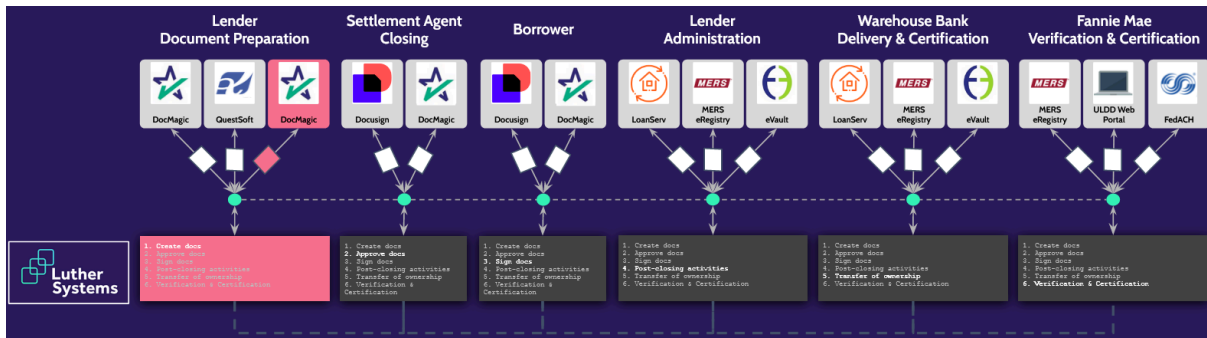 Lender
Document Preparation
Settlement Agent
Closing
Borrower
Lender
Administration
Warehouse Bank
Delivery & Certification
Fannie Mae
Verification & Certification
DocMagic
QuestSoft
DocMagic
Docusign
DocMagic
Docusign
DocMagic
LoanServ
MERS
MERS
eRegistry
eVault
LoanServ
MERS
MERS
eRegistry
eVault
MERS
MERS
eRegistry
ULDD Web
Portal
FedACH
Luther
Systems
1. Create docs
2. Approve docs
3. Sign docs
4. Post-closing activities
5. Transfer of ownership
6. Verification & Certification
1. Create docs
2. Approve docs
3. Sign docs
4. Post-closing activities
5. Transfer of ownership
6. Verification &
Certification
1. Create docs
2. Approve docs
3. Sign docs
4. Post-closing activities
5. Transfer of ownership
6. Verification &
Certification
1. Create docs
2. Approve docs
3. Sign docs
4. Post-closing activities
5. Transfer of ownership
6. Verification & Certification
1. Create docs
2. Approve docs
3. Sign docs
4. Post-closing activities
5. Transfer of ownership
6. Verification & Certification
1. Create docs
2. Approve docs
3. Sign docs
4. Post-closing activities
5. Transfer of ownership
6. Verification & Certification